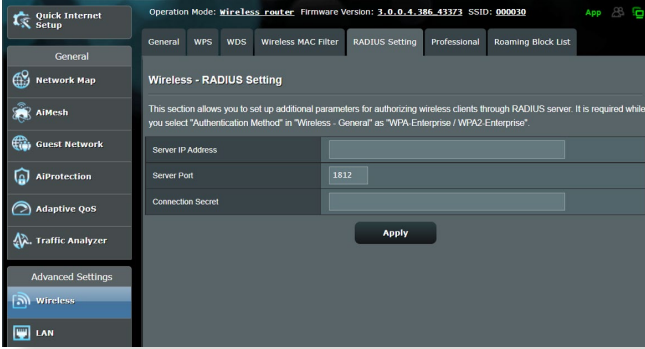 Quick Internet
Setup
Operation Mode: Wireless router Firmware Version: 3.0.0.4.386_43373 SSID: 000030
App
General
WPS
WDS
Wireless MAC Filter
RADIUS Setting
Professional
Roaming Block List
General
Network Map
AiMesh
Guest Network
AiProtection
Adaptive QoS
Traffic Analyzer
Advanced Settings
Wireless
LAN
Wireless - RADIUS Setting
This section allows you to set up additional parameters for authorizing wireless clients through RADIUS server. It is required while
you select "Authentication Method" in "Wireless - General" as "WPA-Enterprise / WPA2-Enterprise".
Server IP Address
Server Port 1812
Connection Secret
Apply